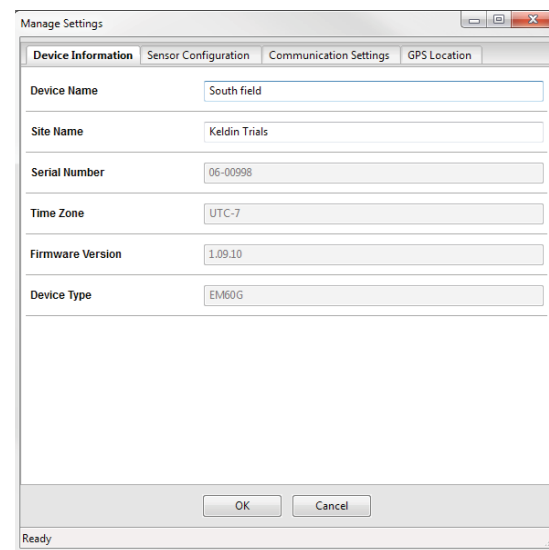 Manage Settings
Device Information Sensor Configuration Communication Settings GPS Location
Device Name South field
Site Name Keldin Trials
Serial Number 06-00998
Time Zone UTC-7
Firmware Version 1.09.10
Device Type EM60G
OK Cancel
Ready